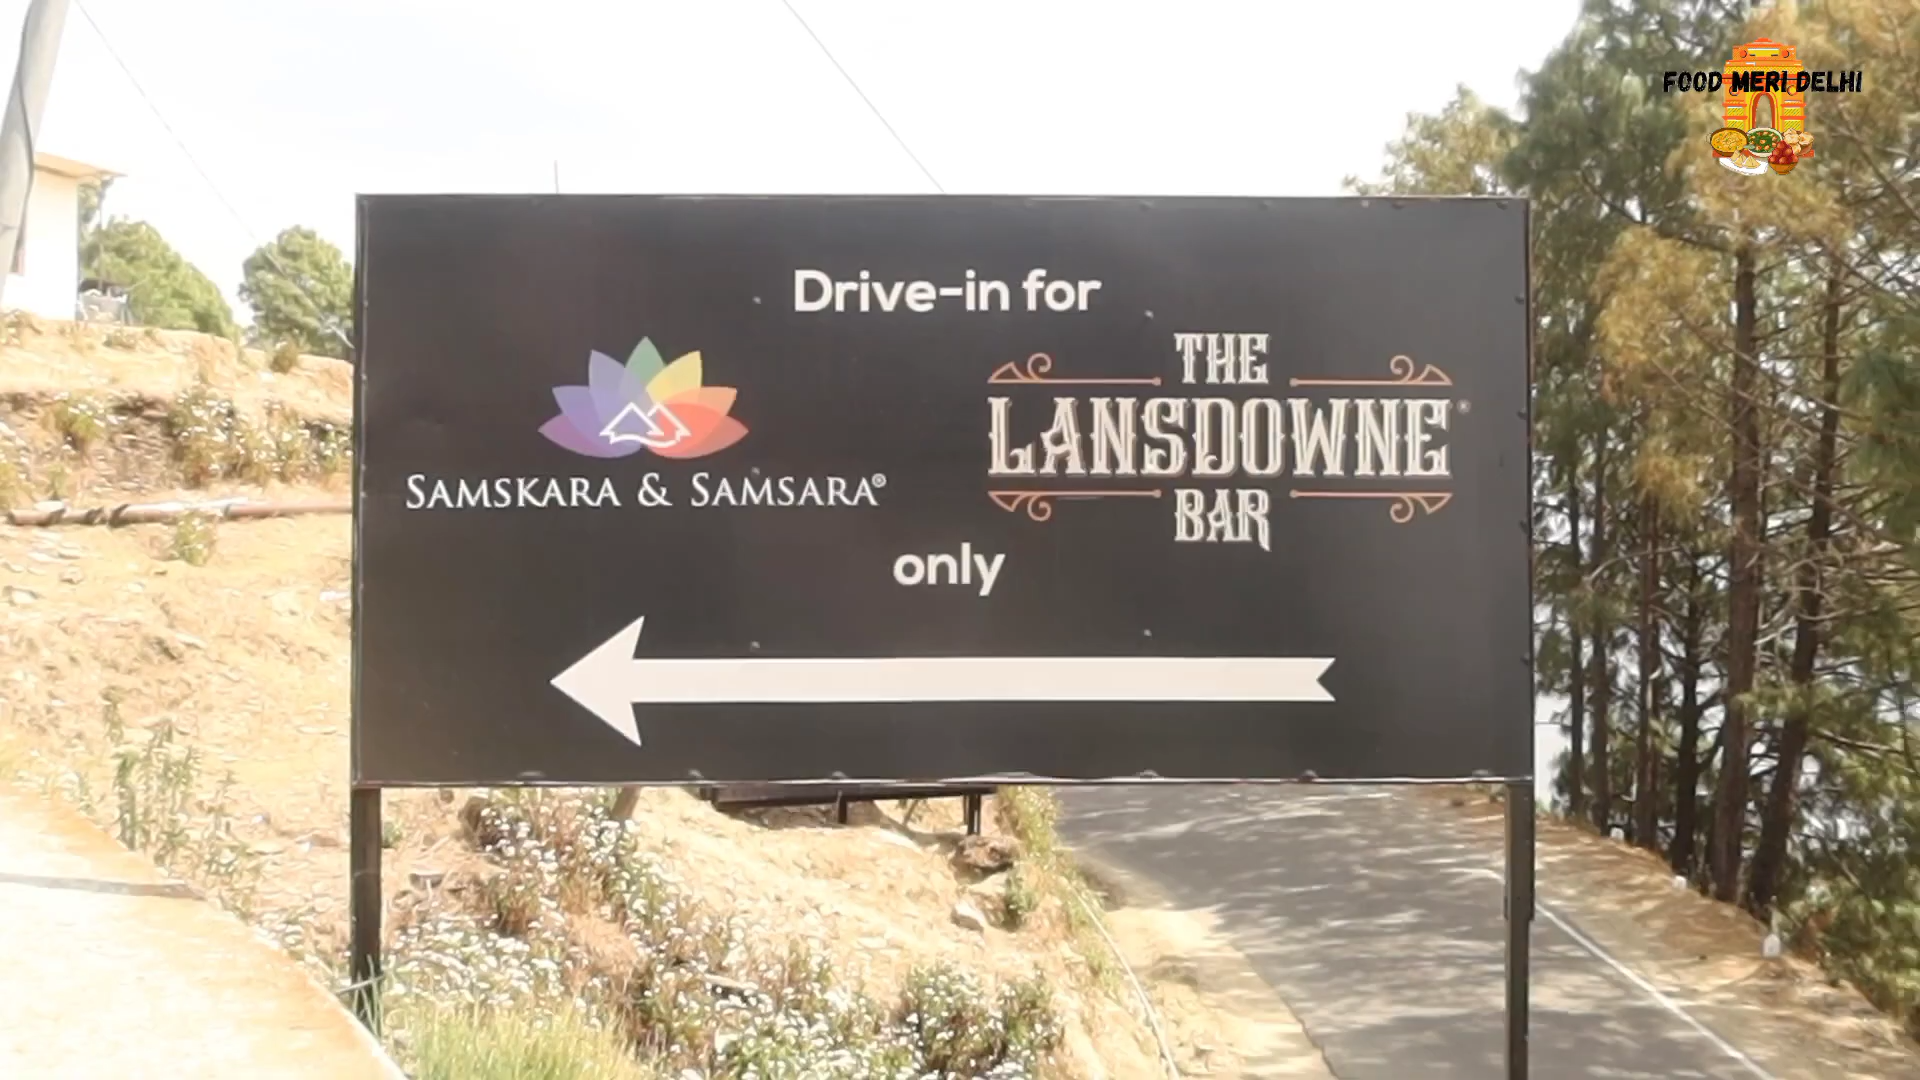 FOOD MERI DELHI
Drive-in for
SAMSKARA & SAMSARA®
THE
LANSDOWNE
BAR
only